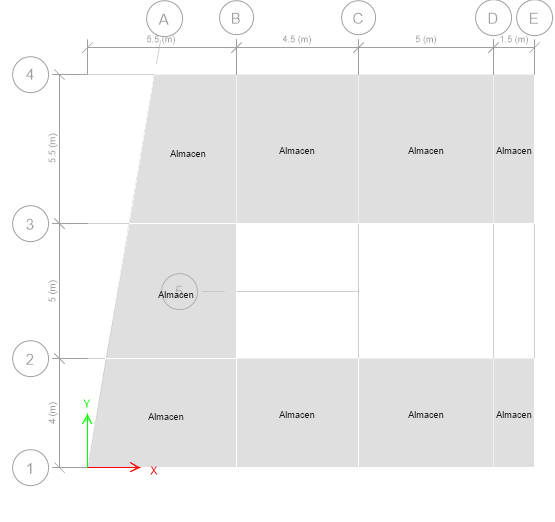 A
B
C
D
E
5.5 (m)
4.5 (m)
5 (m)
1.5 (m)
4
5.5 (m)
Almacen
Almacen
Almacen
Almacen
3
5 (m)
5
Almacen
2
4 (m)
Y
Almacen
Almacen
Almacen
Almacen
1
X